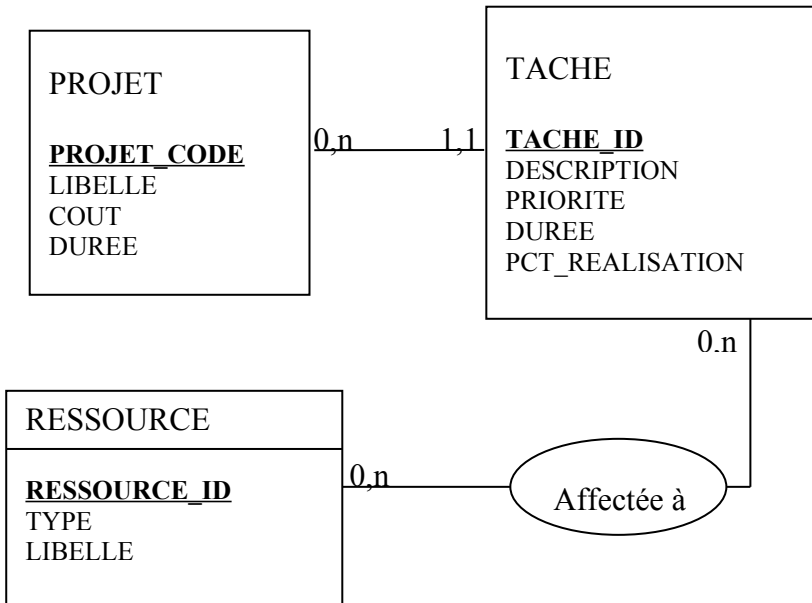 PROJET
PROJET_CODE
LIBELLE
COUT
DUREE
0,n
1,1
TACHE
TACHE_ID
DESCRIPTION
PRIORITE
DUREE
PCT_REALISATION
0.n
RESSOURCE
RESSOURCE_ID
TYPE
LIBELLE
0,n
Affectée à